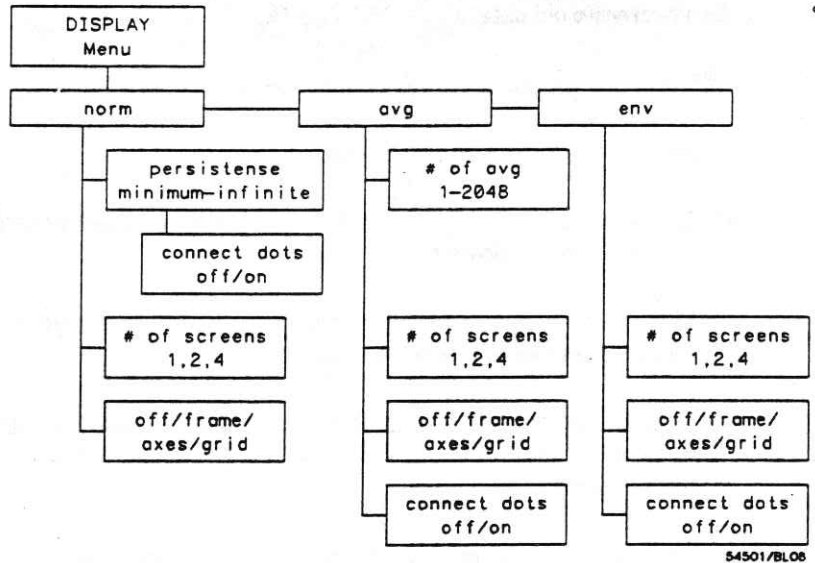 DISPLAY
Menu
norm
avg
env
persistense
minimum-infinite
# of avg
1-2048
connect dots
off/on
# of screens
1,2,4
# of screens
1,2,4
# of screens
1,2,4
off/frame/
axes/grid
off/frame/
axes/grid
off/frame/
axes/grid
connect dots
off/on
connect dots
off/on
54501/BL08